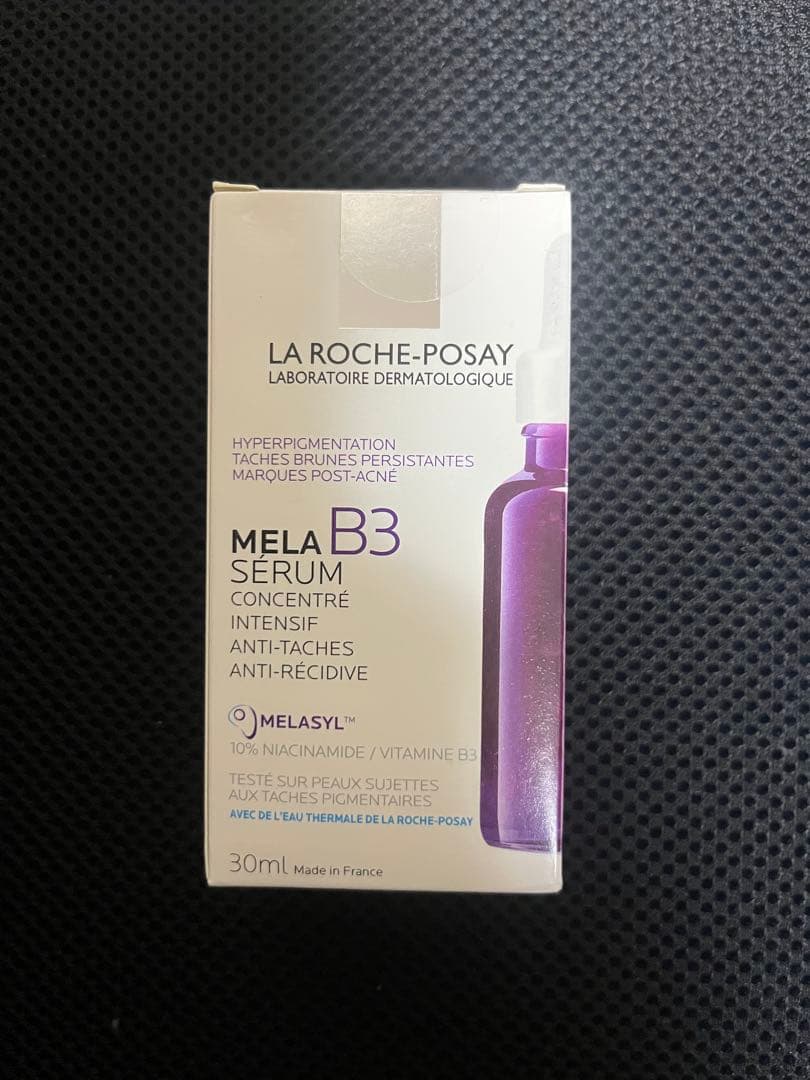 LA ROCHE-POSAY
LABORATOIRE DERMATOLOGIQUE
HYPERPIGMENTATION
TACHES BRUNES PERSISTANTES
MARQUES POST-ACNÉ
MELA B3
SÉRUM
CONCENTRÉ
INTENSIF
ANTI-TACHES
ANTI-RÉCIDIVE
MELASYL™
10% NIACINAMIDE / VITAMINE B3
TESTÉ SUR PEAUX SUJETTES
AUX TACHES PIGMENTAIRES
AVEC DE L'EAU THERMALE DE LA ROCHE-POSAY
30ml Made in France